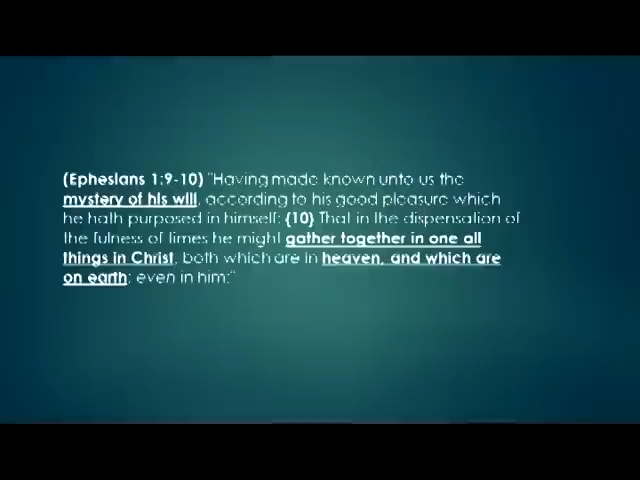 (Ephesians 1:9-10) "Having made known unto us the
mystery of his will, according to his good pleasure which
he hath purposed in himself: {10} That in the dispensation of
the fulness of times he might gather together in one all
things in Christ, both which are in heaven, and which are
on earth; even in him:"